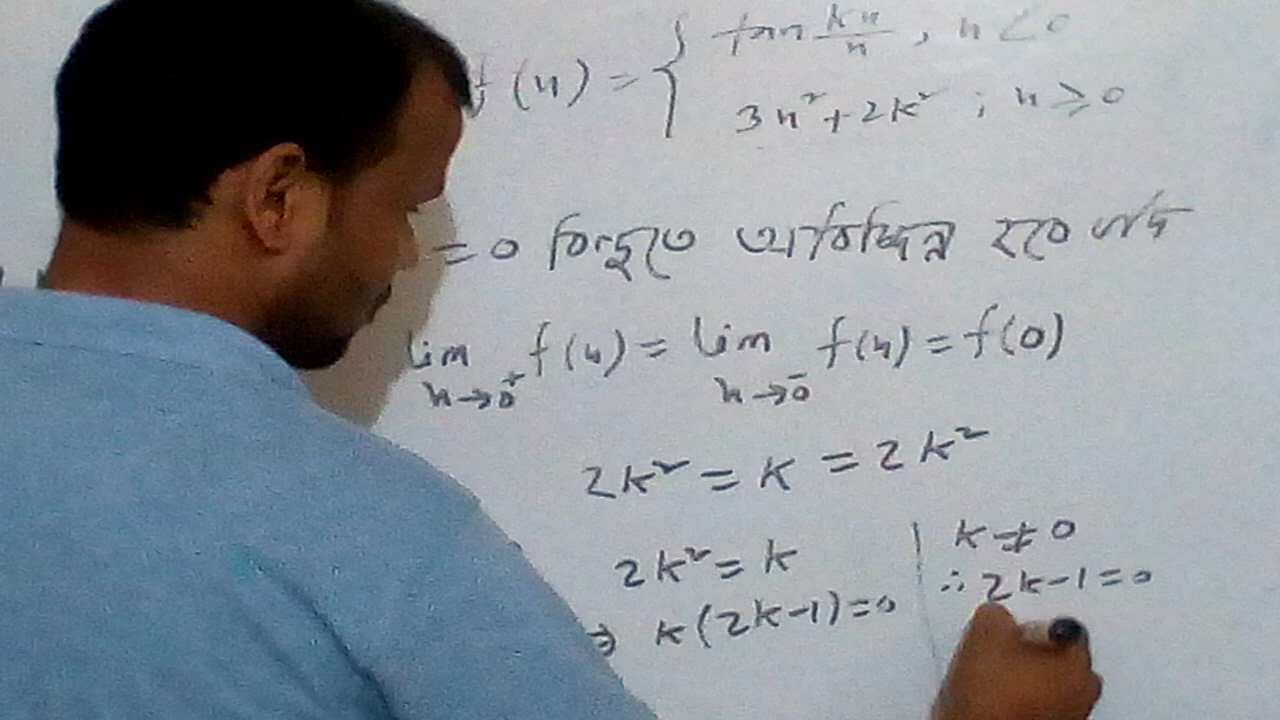 f(x) = { tan kx/x , x < 0
3x² + 2k² ; x ≥ 0
= 0 বিন্দুতে অবিচ্ছিন্ন হবে যদি
lim x→0⁺ f(x) = lim x→0⁻ f(x) = f(0)
2k² = k = 2k²
2k² = k
⇒ k(2k-1)=0
k ≠ 0
∴ 2k-1=0